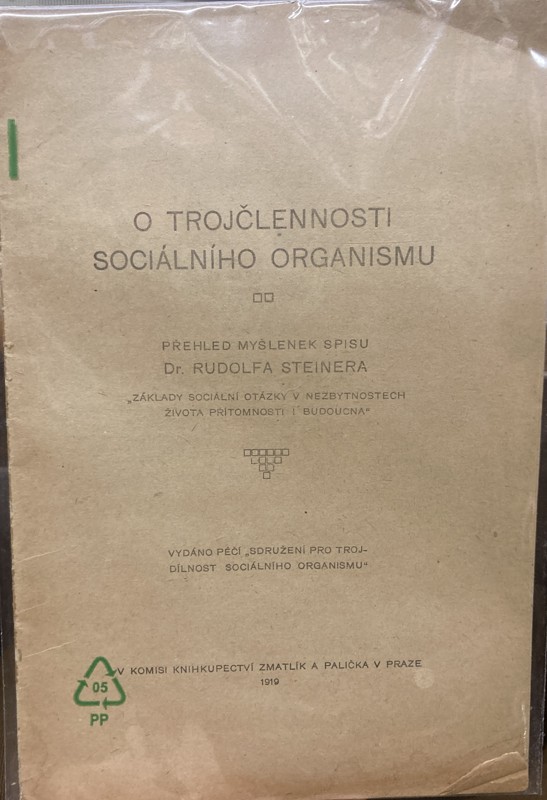 O TROJČLENNOSTI
SOCIÁLNÍHO ORGANISMU
PŘEHLED MYŠLENEK SPISU
Dr. RUDOLFA STEINERA
„ZÁKLADY SOCIÁLNÍ OTÁZKY V NEZBYTNOSTECH
ŽIVOTA PŘÍTOMNOSTI I BUDOUCNA"
VYDÁNO PÉČÍ „SDRUŽENÍ PRO TROJ-
DÍLNOST SOCIÁLNÍHO ORGANISMU"
V KOMISI KNIHKUPECTVÍ ZMATLÍK A PALIČKA V PRAZE
1919
05
PP